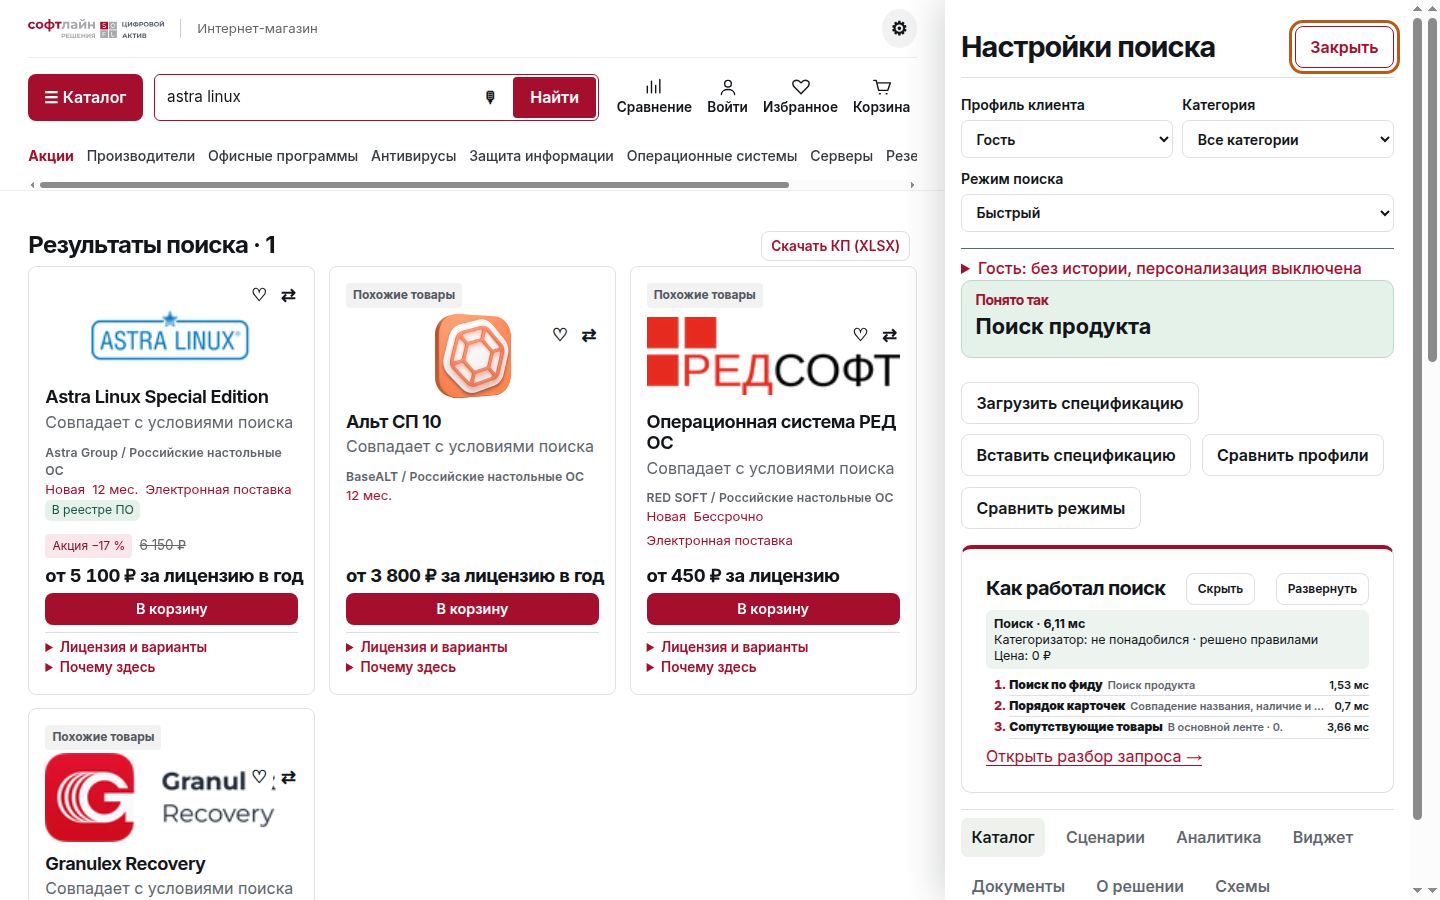 софтлайн
РЕШЕНИЯ
ЦИФРОВОЙ
АКТИВ
Интернет-магазин
☰ Каталог
astra linux
Найти
Сравнение
Войти
Избранное
Корзина
Акции Производители Офисные программы Антивирусы Защита информации Операционные системы Серверы Резе
Результаты поиска · 1
Скачать КП (XLSX)
ASTRA LINUX®
Astra Linux Special Edition
Совпадает с условиями поиска
Astra Group / Российские настольные
ОС
Новая 12 мес. Электронная поставка
В реестре ПО
Акция −17 % 6 150 ₽
от 5 100 ₽ за лицензию в год
В корзину
Лицензия и варианты
Почему здесь
Похожие товары
Альт СП 10
Совпадает с условиями поиска
BaseALT / Российские настольные ОС
12 мес.
от 3 800 ₽ за лицензию в год
В корзину
Лицензия и варианты
Почему здесь
Похожие товары
РЕДСОФТ
Операционная система РЕД
ОС
Совпадает с условиями поиска
RED SOFT / Российские настольные ОС
Новая Бессрочно
Электронная поставка
от 450 ₽ за лицензию
В корзину
Лицензия и варианты
Почему здесь
Похожие товары
Granul
Recovery
Granulex Recovery
Совпадает с условиями поиска
Настройки поиска
Закрыть
Профиль клиента
Гость
Категория
Все категории
Режим поиска
Быстрый
Гость: без истории, персонализация выключена
Понято так
Поиск продукта
Загрузить спецификацию
Вставить спецификацию
Сравнить профили
Сравнить режимы
Как работал поиск
Скрыть
Развернуть
Поиск · 6,11 мс
Категоризатор: не понадобился · решено правилами
Цена: 0 ₽
1. Поиск по фиду Поиск продукта 1,53 мс
2. Порядок карточек Совпадение названия, наличие и ... 0,7 мс
3. Сопутствующие товары В основной ленте · 0. 3,66 мс
Открыть разбор запроса →
Каталог Сценарии Аналитика Виджет
Документы О решении Схемы